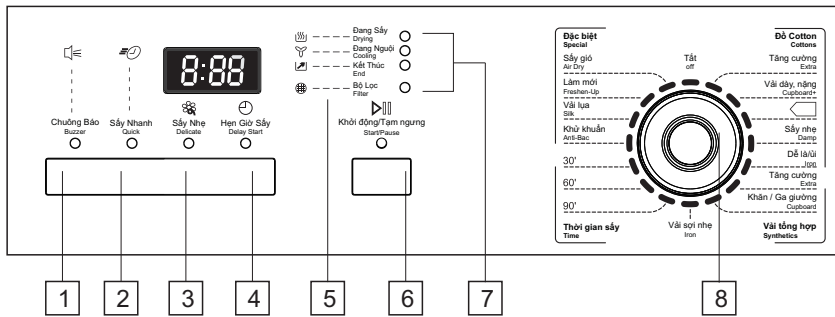 Chuông Báo
Buzzer
Sấy Nhanh
Quick
8:88
Sấy Nhẹ
Delicate
Hẹn Giờ Sấy
Delay Start
Đang Sấy
Drying
Đang Nguội
Cooling
Kết Thúc
End
Bộ Lọc
Filter
Khởi động/Tạm ngưng
Start/Pause
Đặc biệt
Special
Sấy gió
Air Dry
Làm mới
Freshen-Up
Vải lụa
Silk
Khử khuẩn
Anti-Bac
30'
60'
90'
Thời gian sấy
Time
Tắt
off
Vải sợi nhẹ
Iron
Đồ Cotton
Cottons
Tăng cường
Extra
Vải dày, nặng
Cupboard+
Sấy nhẹ
Damp
Dễ là/ủi
Iron
Tăng cường
Extra
Khăn / Ga giường
Cupboard
Vải tổng hợp
Synthetics
1
2
3
4
5
6
7
8